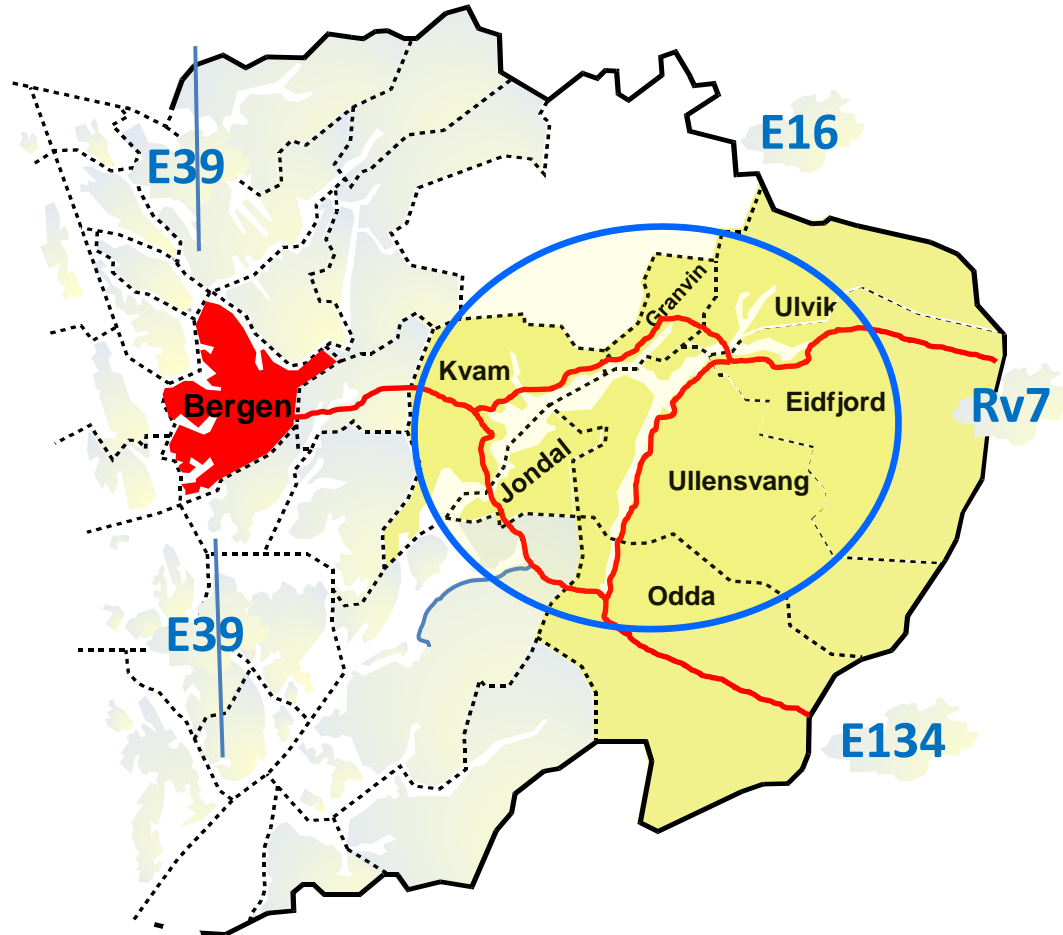 E16
E39
Granvin
Ulvik
Kvam
Bergen
Eidfjord
Rv7
Jondal
Ullensvang
Odda
E39
E134